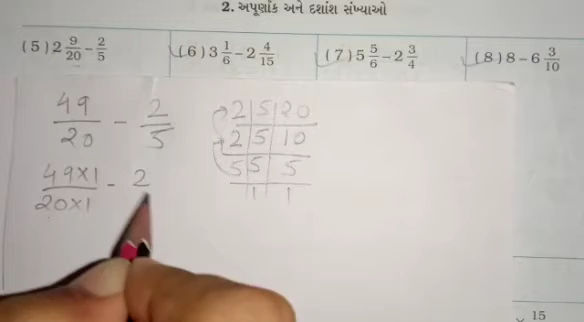 2. અપૂર્ણાંક અને દશાંશ સંખ્યાઓ
(5) 2 9/20 - 2/5 (6) 3 1/6 - 2 4/15 (7) 5 5/6 - 2 3/4 (8) 8 - 6 3/10
49/20 - 2/5
49×1/20×1 - 2
2 | 5 | 20
2 | 5 | 10
5 | 5 | 5
1 | 1
15